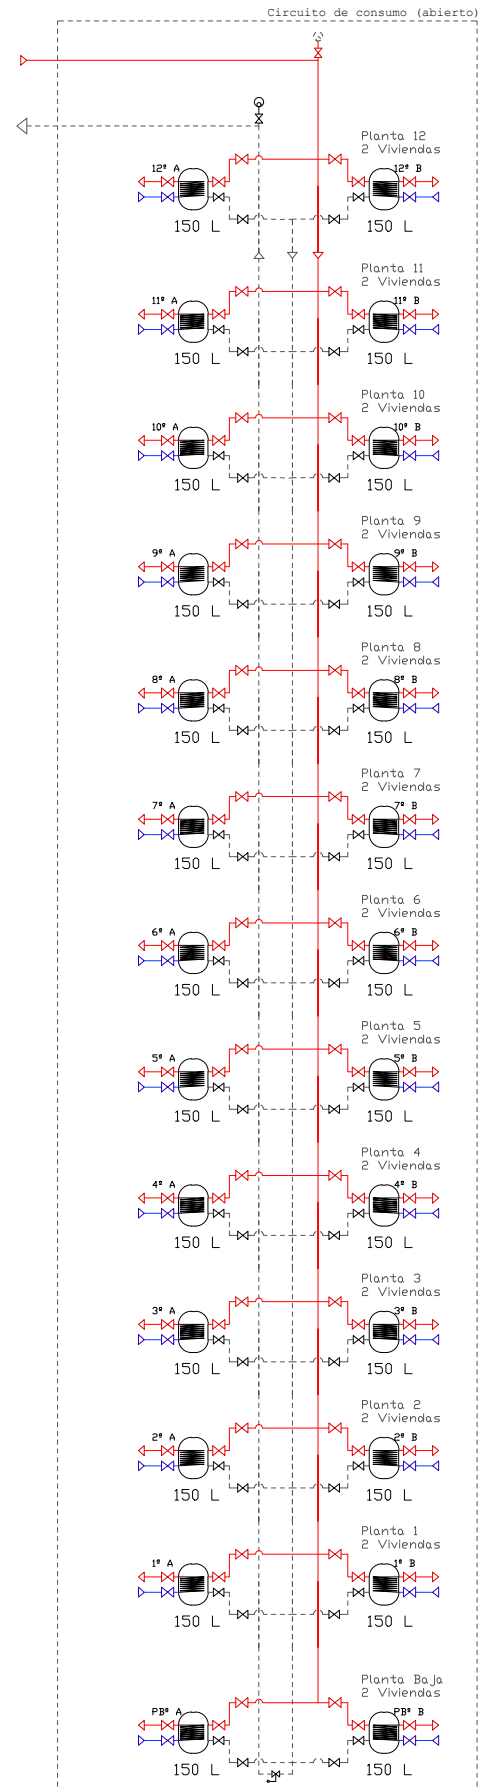 Circuito de consumo (abierto)
Planta 12
2 Viviendas
12º A
12º B
150 L
150 L
Planta 11
2 Viviendas
11º A
11º B
150 L
150 L
Planta 10
2 Viviendas
10º A
10º B
150 L
150 L
Planta 9
2 Viviendas
9º A
9º B
150 L
150 L
Planta 8
2 Viviendas
8º A
8º B
150 L
150 L
Planta 7
2 Viviendas
7º A
7º B
150 L
150 L
Planta 6
2 Viviendas
6º A
6º B
150 L
150 L
Planta 5
2 Viviendas
5º A
5º B
150 L
150 L
Planta 4
2 Viviendas
4º A
4º B
150 L
150 L
Planta 3
2 Viviendas
3º A
3º B
150 L
150 L
Planta 2
2 Viviendas
2º A
2º B
150 L
150 L
Planta 1
2 Viviendas
1º A
1º B
150 L
150 L
Planta Baja
2 Viviendas
PBº A
PBº B
150 L
150 L